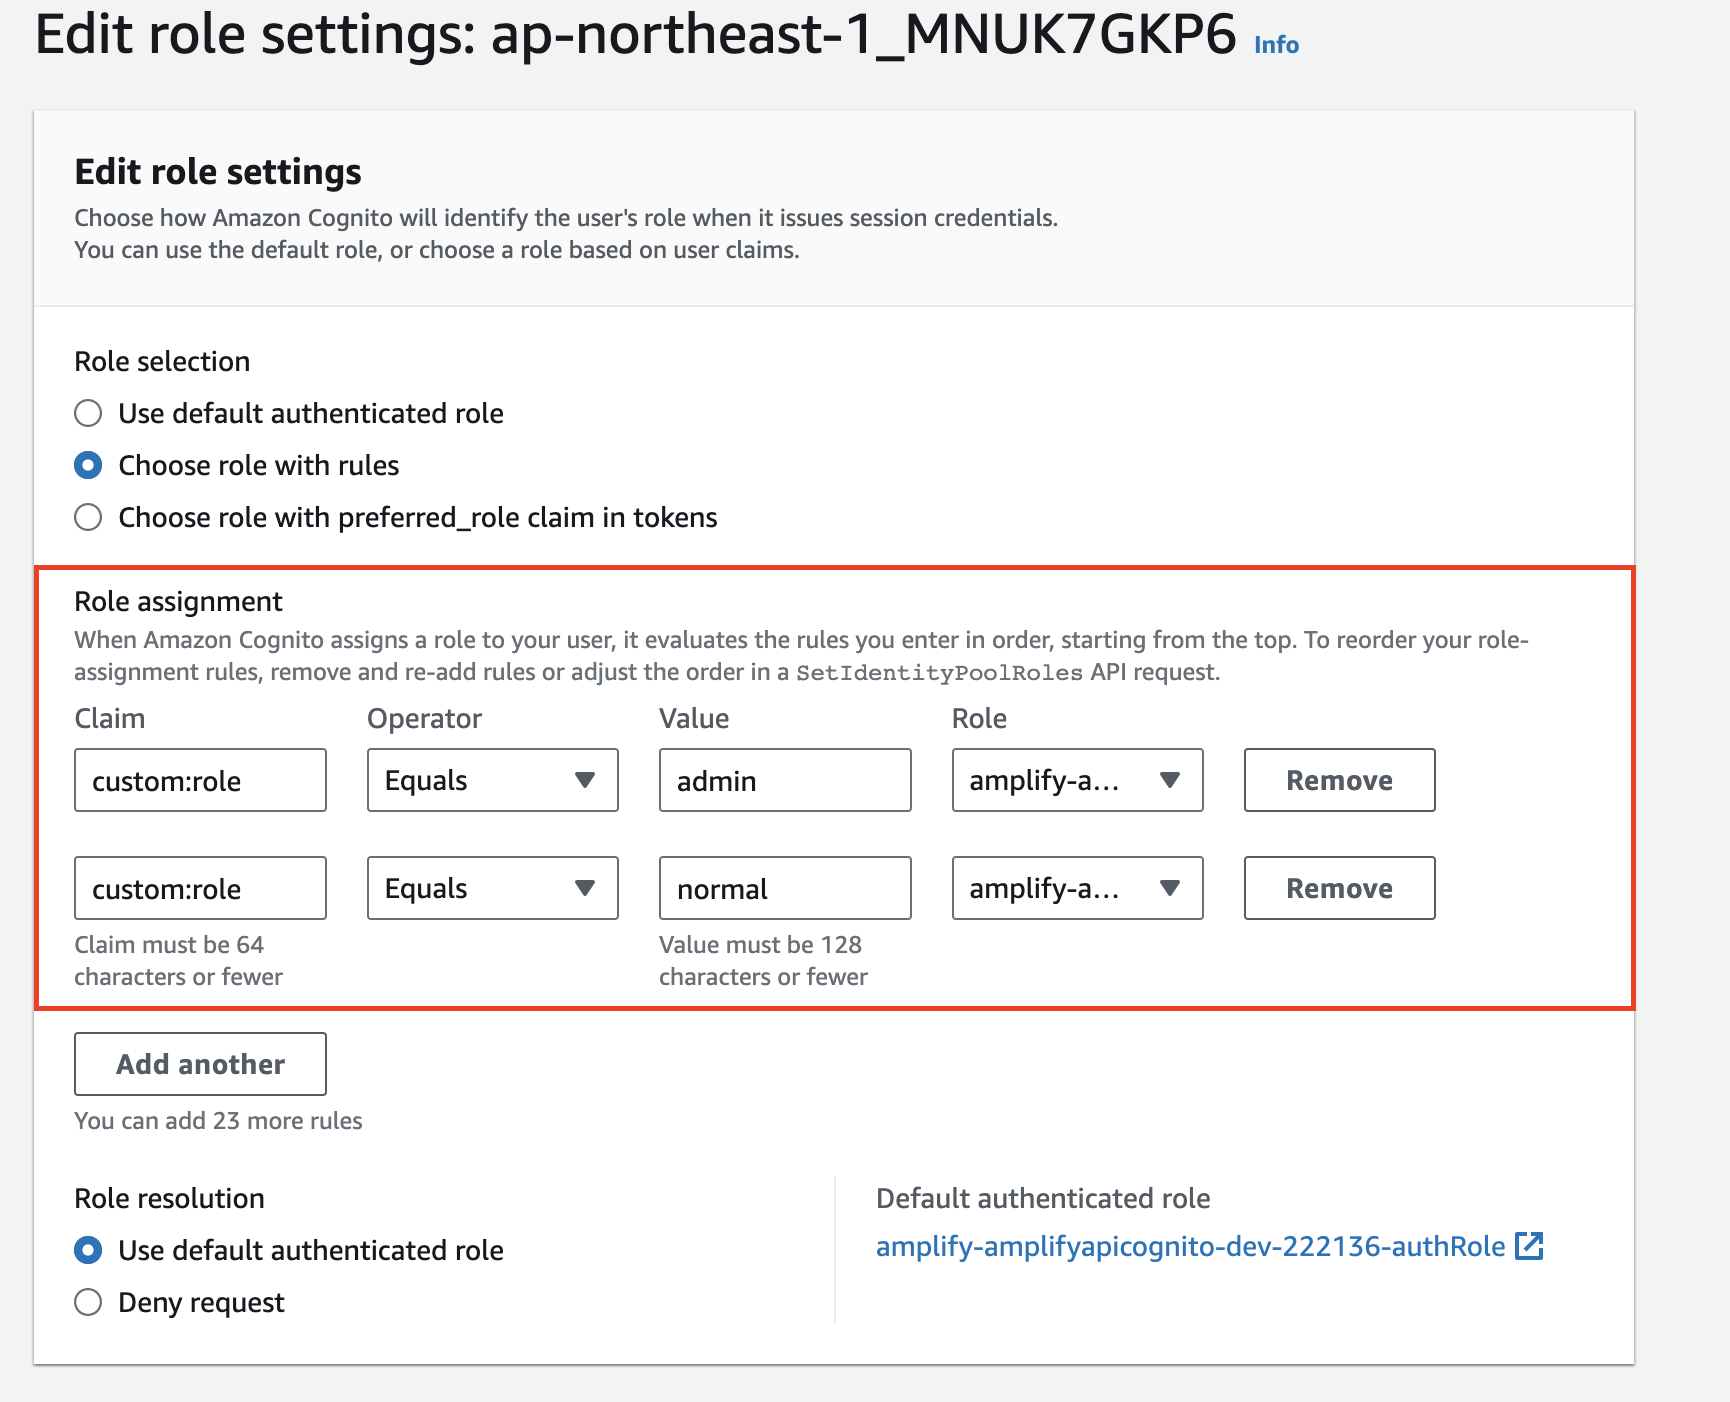 Edit role settings: ap-northeast-1_MNUK7GKP6 Info
Edit role settings
Choose how Amazon Cognito will identify the user's role when it issues session credentials.
You can use the default role, or choose a role based on user claims.
Role selection
Use default authenticated role
Choose role with rules
Choose role with preferred_role claim in tokens
Role assignment
When Amazon Cognito assigns a role to your user, it evaluates the rules you enter in order, starting from the top. To reorder your role-
assignment rules, remove and re-add rules or adjust the order in a SetIdentityPoolRoles API request.
Claim Operator Value Role
custom:role Equals admin amplify-a... Remove
custom:role Equals normal amplify-a... Remove
Claim must be 64 Value must be 128
characters or fewer characters or fewer
Add another
You can add 23 more rules
Role resolution
Use default authenticated role
Deny request
Default authenticated role
amplify-amplifyapicognito-dev-222136-authRole